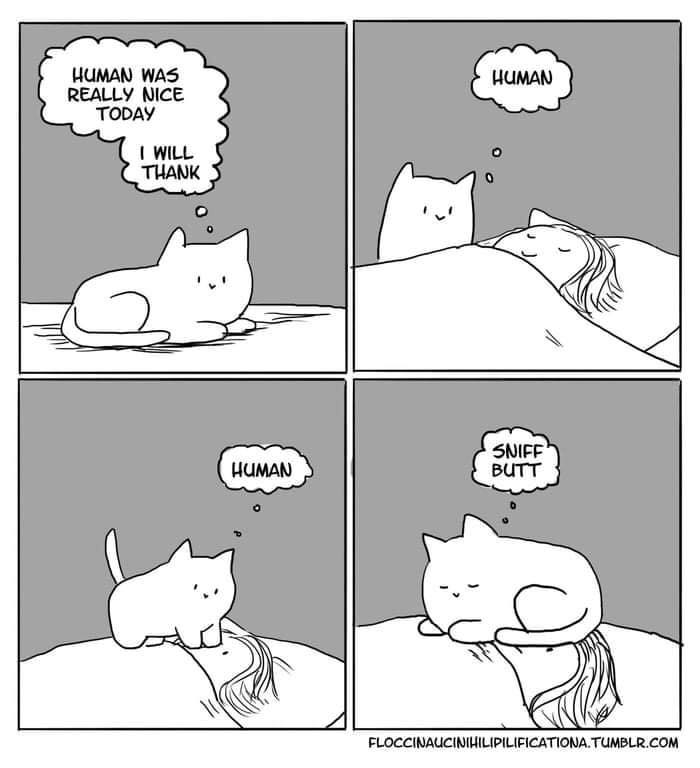 HUMAN WAS
REALLY NICE
TODAY
I WILL
THANK
HUMAN
HUMAN
SNIFF
BUTT
FLOCCINAUCINIHILIPILIFICATIONA.TUMBLR.COM